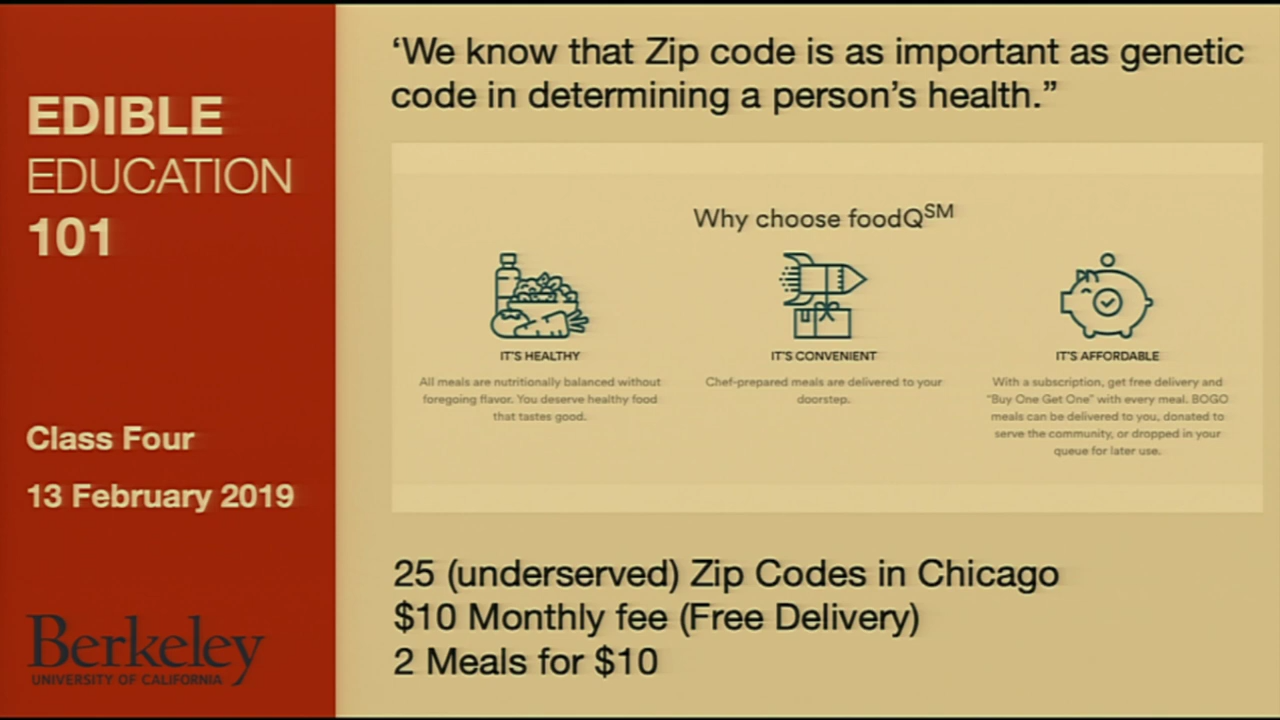 EDIBLE
EDUCATION
101
Class Four
13 February 2019
Berkeley
UNIVERSITY OF CALIFORNIA
‘We know that Zip code is as important as genetic
code in determining a person’s health.”
Why choose foodQSM
IT'S HEALTHY
All meals are nutritionally balanced without
foregoing flavor. You deserve healthy food
that tastes good.
IT'S CONVENIENT
Chef-prepared meals are delivered to your
doorstep.
IT'S AFFORDABLE
With a subscription, get free delivery and
"Buy One Get One" with every meal. BOGO
meals can be delivered to you, donated to
serve the community, or dropped in your
queue for later use.
25 (underserved) Zip Codes in Chicago
$10 Monthly fee (Free Delivery)
2 Meals for $10